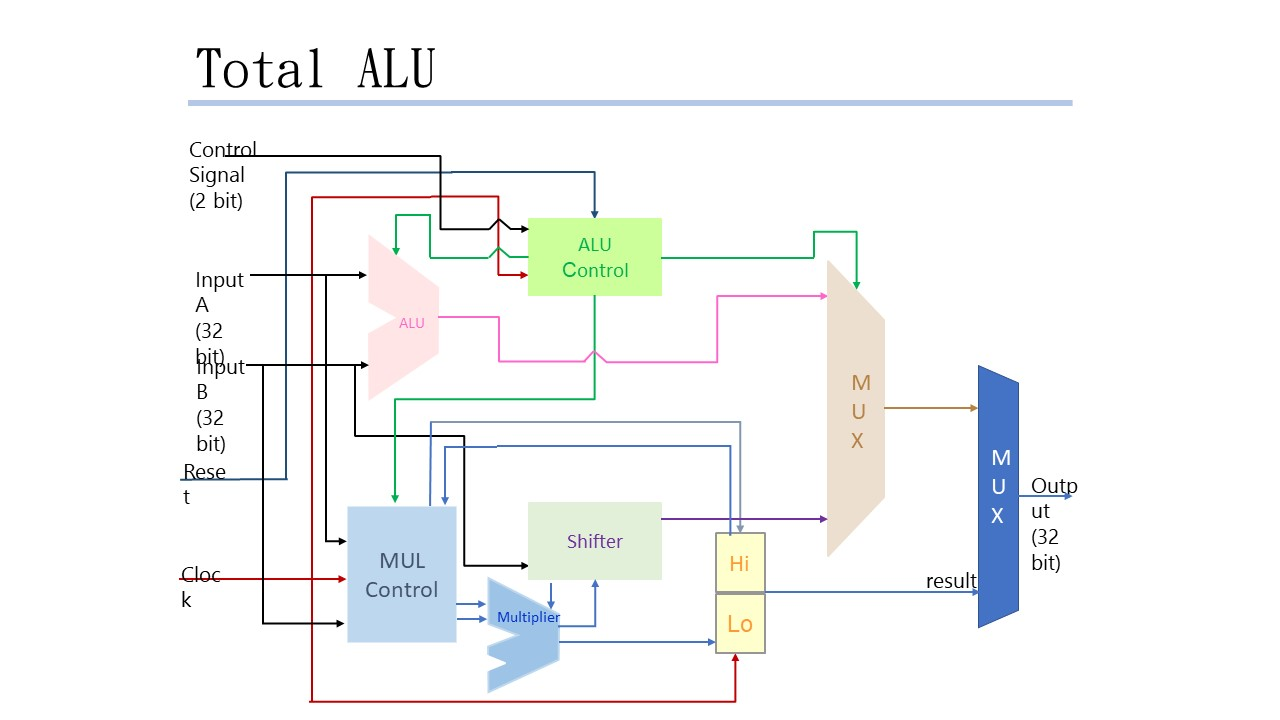 Total ALU
Control
Signal
(2 bit)
ALU
Control
Input
A
(32
bit)
ALU
Input
B
(32
bit)
M
U
X
M
U
X
Rese
t
Outp
ut
(32
bit)
Shifter
MUL
Control
Hi
Cloc
k
result
Multiplier
Lo